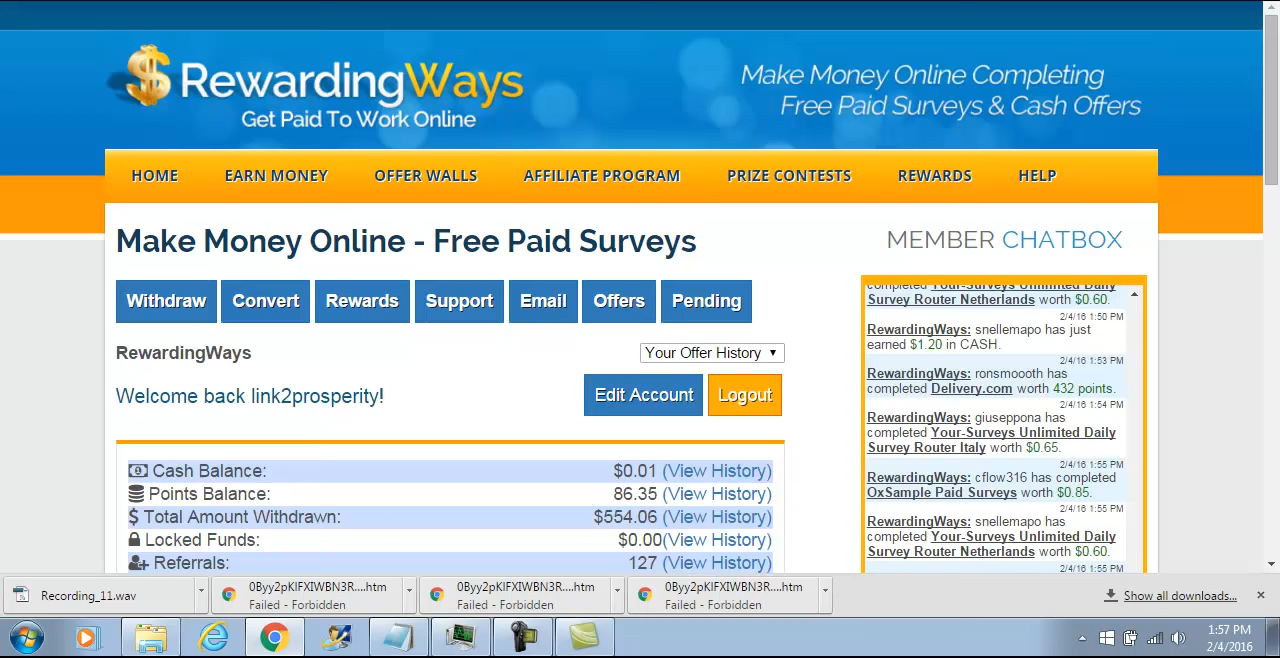 RewardingWays
Get Paid To Work Online
Make Money Online Completing
Free Paid Surveys & Cash Offers
HOME EARN MONEY OFFER WALLS AFFILIATE PROGRAM PRIZE CONTESTS REWARDS HELP
Make Money Online - Free Paid Surveys
Withdraw Convert Rewards Support Email Offers Pending
RewardingWays Your Offer History
Welcome back link2prosperity! Edit Account Logout
Cash Balance: $0.01 (View History)
Points Balance: 86.35 (View History)
Total Amount Withdrawn: $554.06 (View History)
Locked Funds: $0.00(View History)
Referrals: 127 (View History)
MEMBER CHATBOX
completed Your-Surveys Unlimited Daily
Survey Router Netherlands worth $0.60.
2/4/16 1:50 PM
RewardingWays: snellemapo has just
earned $1.20 in CASH.
2/4/16 1:53 PM
RewardingWays: ronsmoooth has
completed Delivery.com worth 432 points.
2/4/16 1:54 PM
RewardingWays: giuseppona has
completed Your-Surveys Unlimited Daily
Survey Router Italy worth $0.65.
2/4/16 1:55 PM
RewardingWays: cflow316 has completed
OxSample Paid Surveys worth $0.85.
2/4/16 1:55 PM
RewardingWays: snellemapo has
completed Your-Surveys Unlimited Daily
Survey Router Netherlands worth $0.60.
2/4/16 1:55 PM
Recording_11.wav
0Byy2pKIFXIWBN3R....htm
Failed - Forbidden
0Byy2pKIFXIWBN3R....htm
Failed - Forbidden
0Byy2pKIFXIWBN3R....htm
Failed - Forbidden
Show all downloads...
1:57 PM
2/4/2016